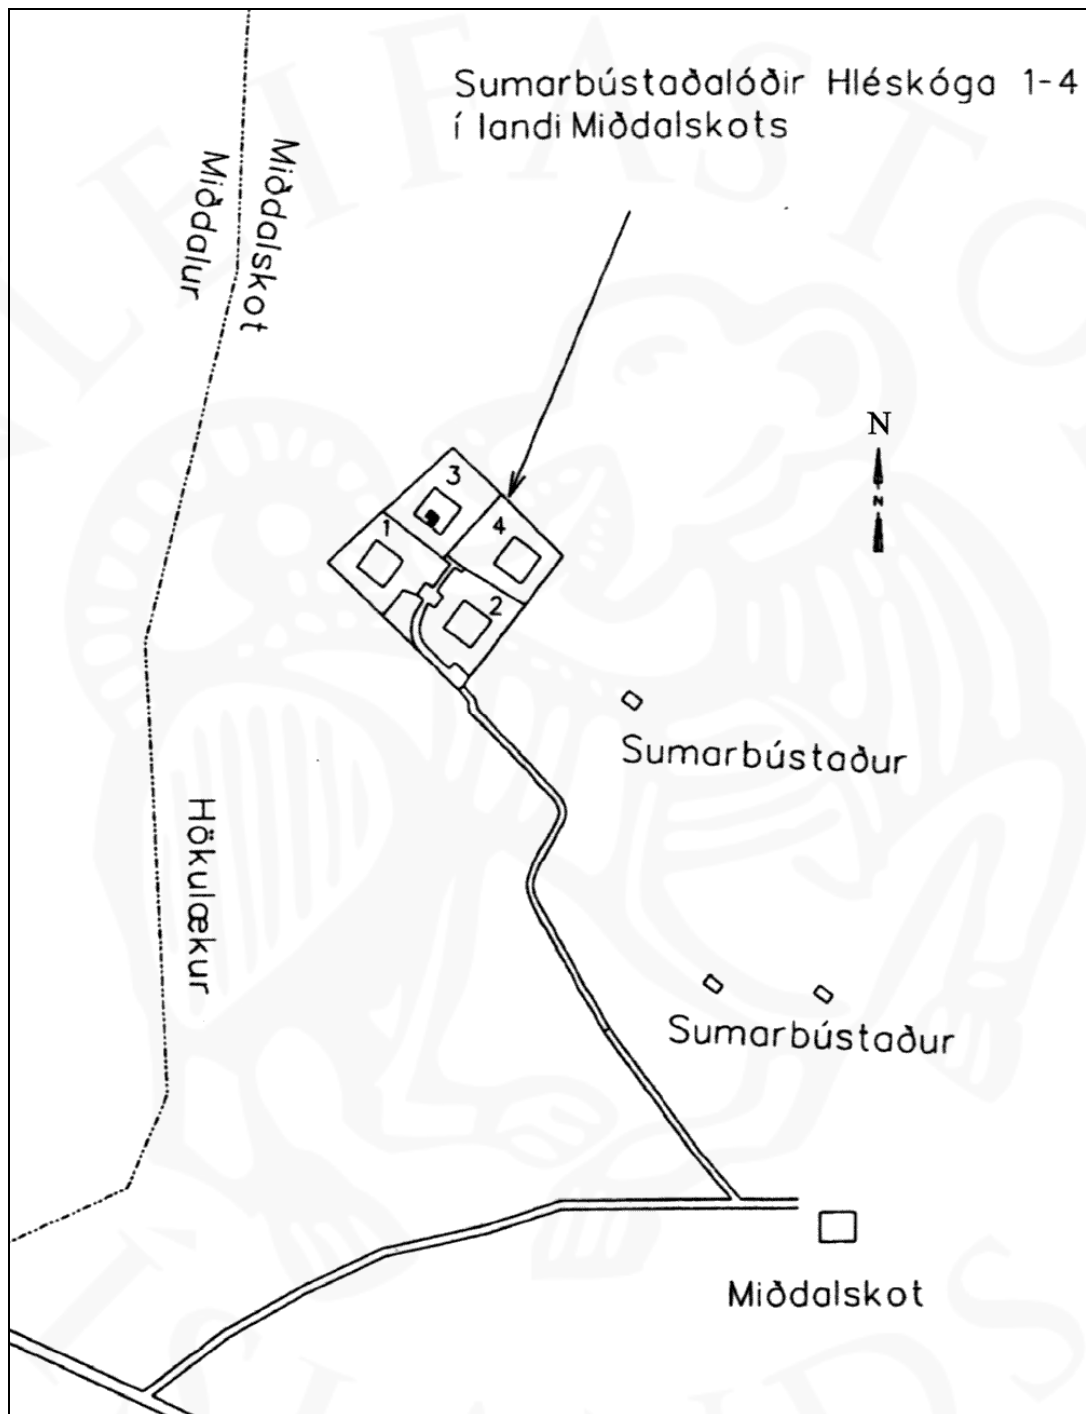 Sumarbústaðalóðir Hléskóga 1-4
í landi Miðdalskots
Miðdalur
Miðdalskot
N
N
3
1
4
2
Sumarbústaður
Hökulækur
Sumarbústaður
Miðdalskot